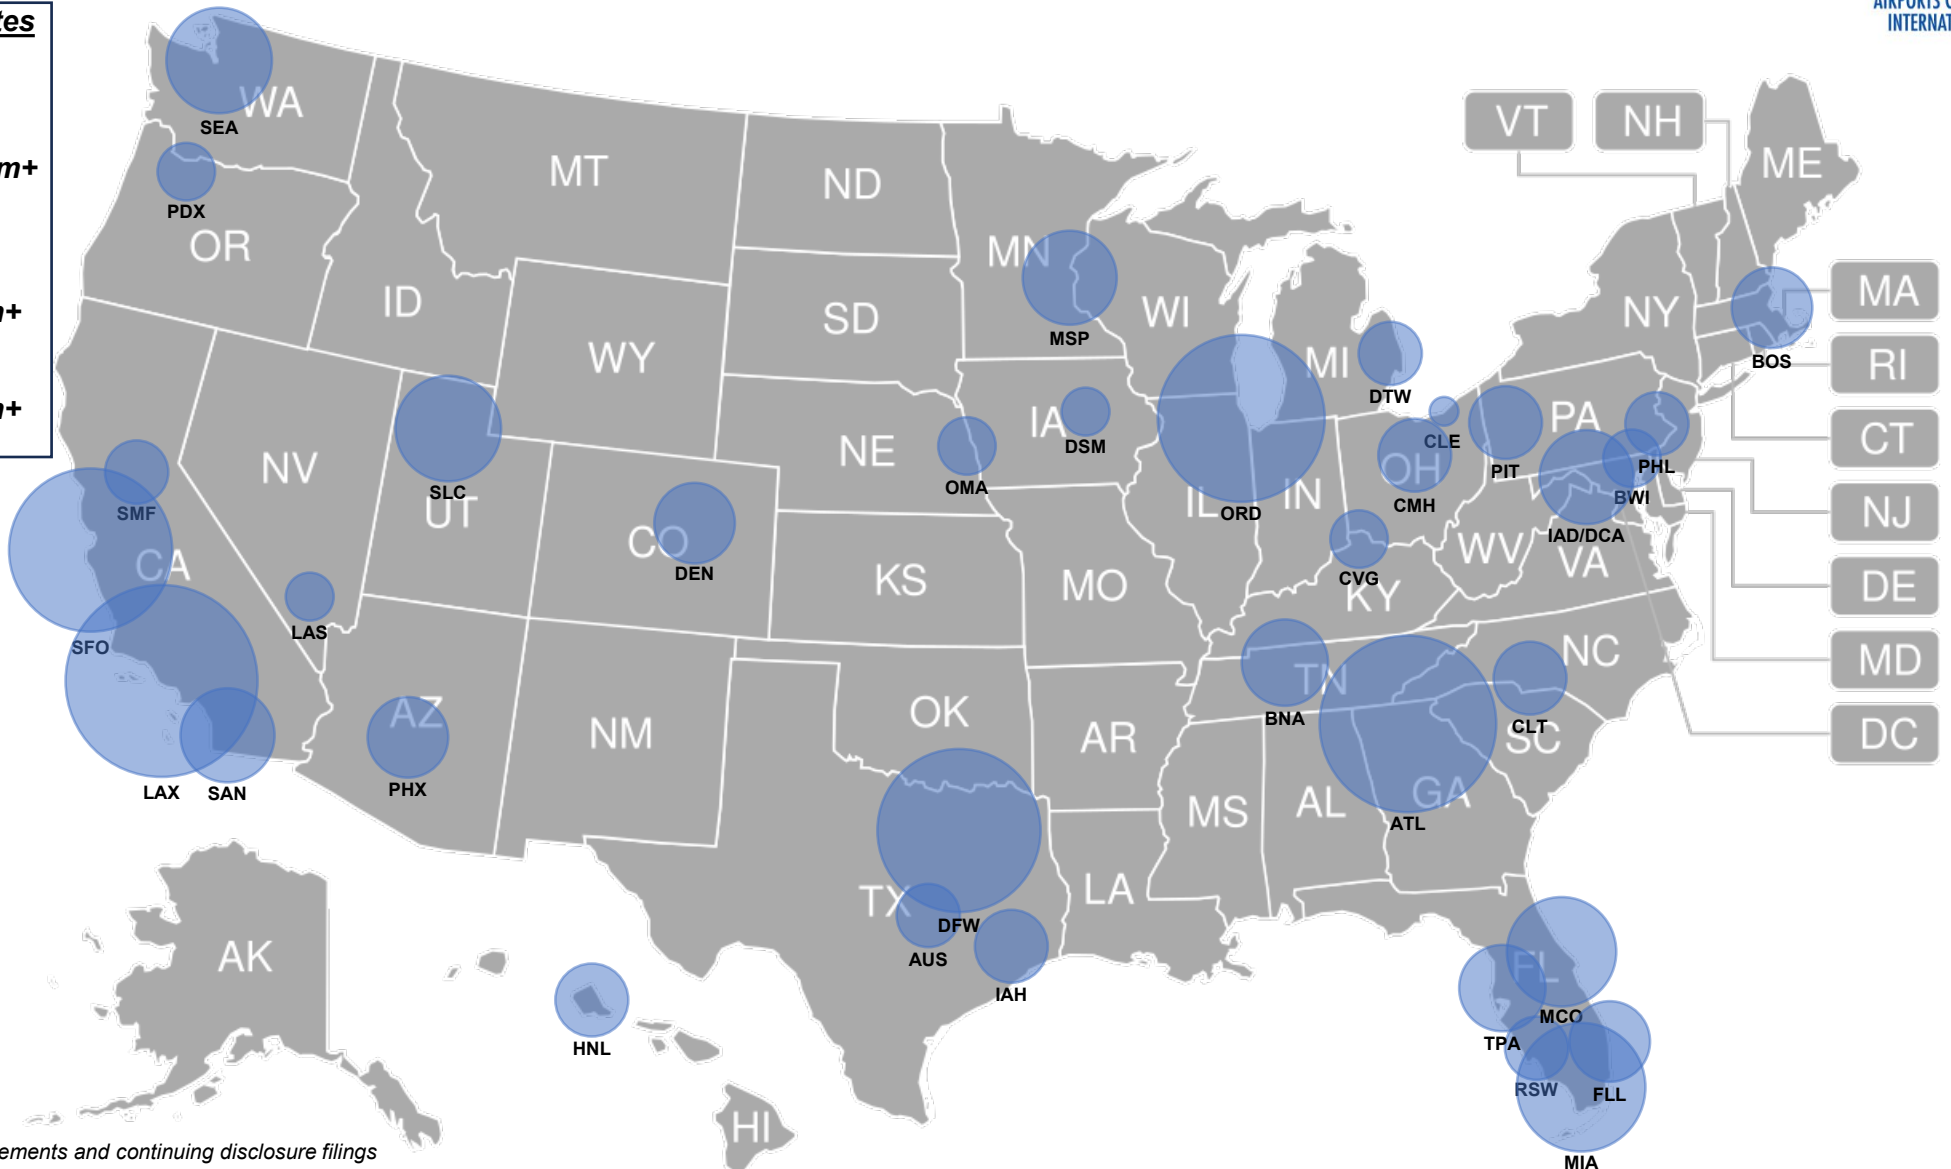 AIRPORTS C
INTERNAT
m+
VT
NH
ME
WA
SEA
MT
ND
PDX
OR
MN
ID
SD
WI
NY
MA
MSP
BOS
WY
MI
RI
DTW
IA
DSM
NE
OMA
PA
CLE
CT
NV
SLC
UT
OH
PIT
PHL
CMH
BWI
SMF
IL
ORD
IN
NJ
CO
DEN
IAD/DCA
WV
VA
CA
KS
MO
CVG
KY
DE
LAS
SFO
NC
MD
TN
AZ
NM
OK
AR
BNA
CLT
SC
DC
LAX
SAN
PHX
MS
AL
GA
ATL
TX
DFW
LA
AUS
IAH
AK
FL
MCO
HNL
TPA
RSW
FLL
HI
MIA
ements and continuing disclosure filings